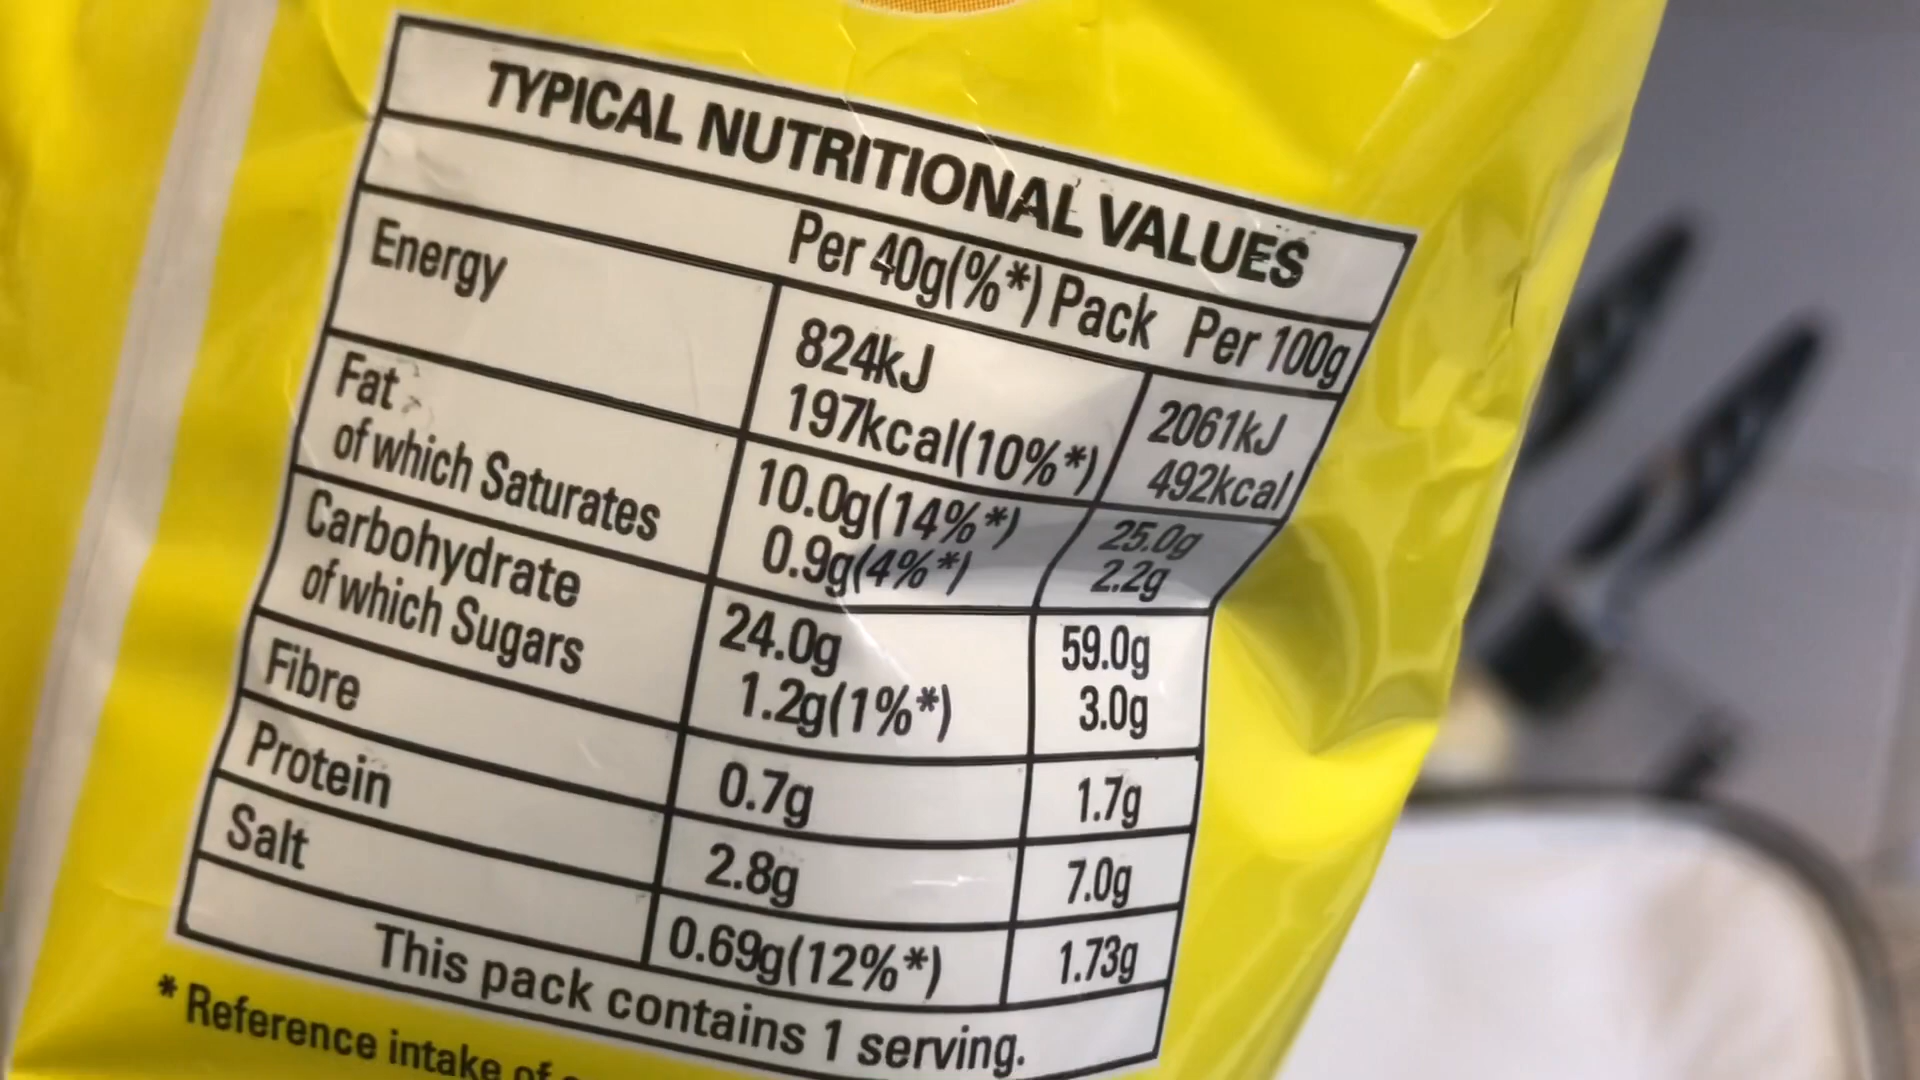 TYPICAL NUTRITIONAL VALUES
Per 40g(%*) Pack Per 100g
Energy 824kJ 2061kJ
197kcal(10%*) 492kcal
Fat 10.0g(14%*) 25.0g
of which Saturates 0.9g(4%*) 2.2g
Carbohydrate 24.0g 59.0g
of which Sugars 1.2g(1%*) 3.0g
Fibre 0.7g 1.7g
Protein 2.8g 7.0g
Salt 0.69g(12%*) 1.73g
This pack contains 1 serving.
* Reference intake of